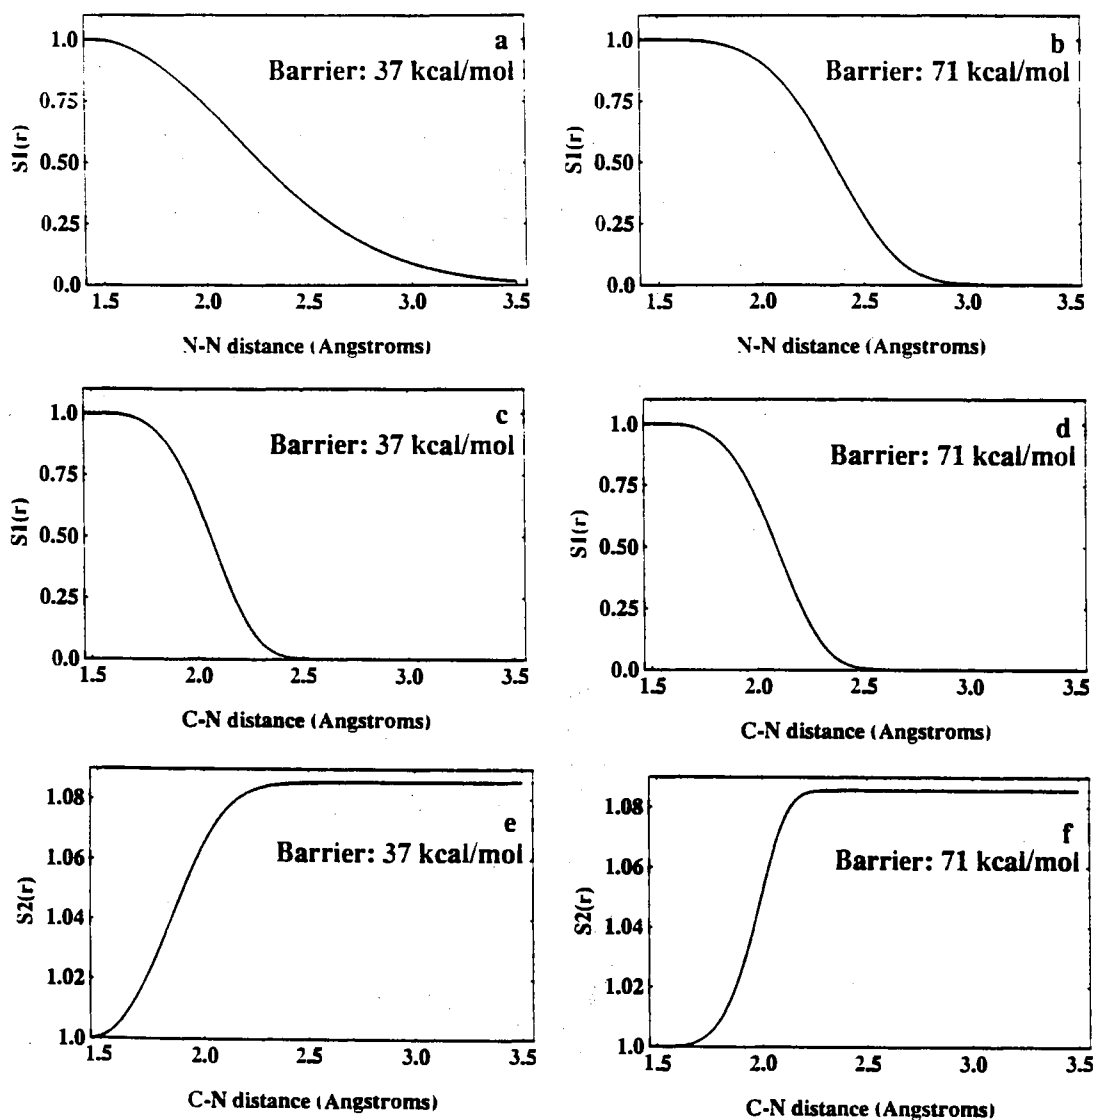 a
Barrier: 37 kcal/mol
S1(r)
1.0
0.75
0.50
0.25
0.0
1.5 2.0 2.5 3.0 3.5
N-N distance (Angstroms)
b
Barrier: 71 kcal/mol
S1(r)
1.0
0.75
0.50
0.25
0.0
1.5 2.0 2.5 3.0 3.5
N-N distance (Angstroms)
c
Barrier: 37 kcal/mol
S1(r)
1.0
0.75
0.50
0.25
0.0
1.5 2.0 2.5 3.0 3.5
C-N distance (Angstroms)
d
Barrier: 71 kcal/mol
S1(r)
1.0
0.75
0.50
0.25
0.0
1.5 2.0 2.5 3.0 3.5
C-N distance (Angstroms)
e
Barrier: 37 kcal/mol
S2(r)
1.08
1.06
1.04
1.02
1.0
1.5 2.0 2.5 3.0 3.5
C-N distance (Angstroms)
f
Barrier: 71 kcal/mol
S2(r)
1.08
1.06
1.04
1.02
1.0
1.5 2.0 2.5 3.0 3.5
C-N distance (Angstroms)